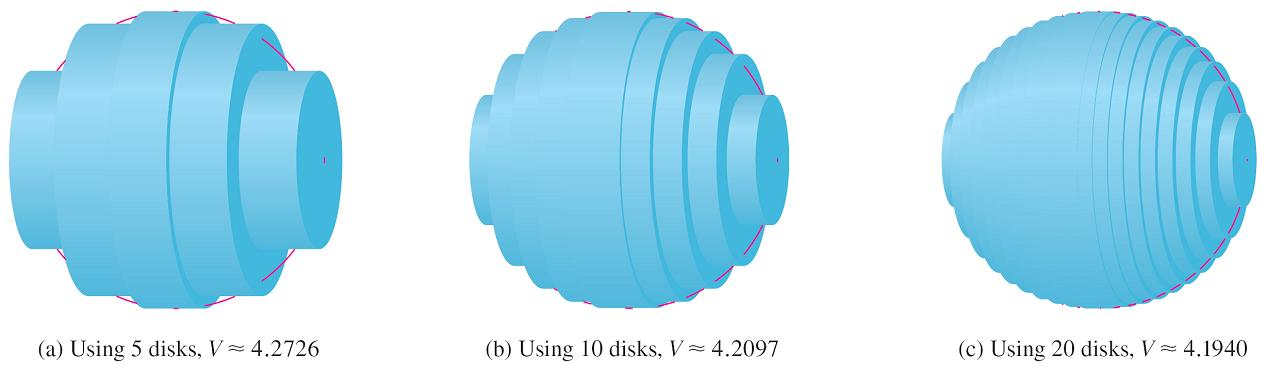 (a) Using 5 disks, V ≈ 4.2726
(b) Using 10 disks, V ≈ 4.2097
(c) Using 20 disks, V ≈ 4.1940